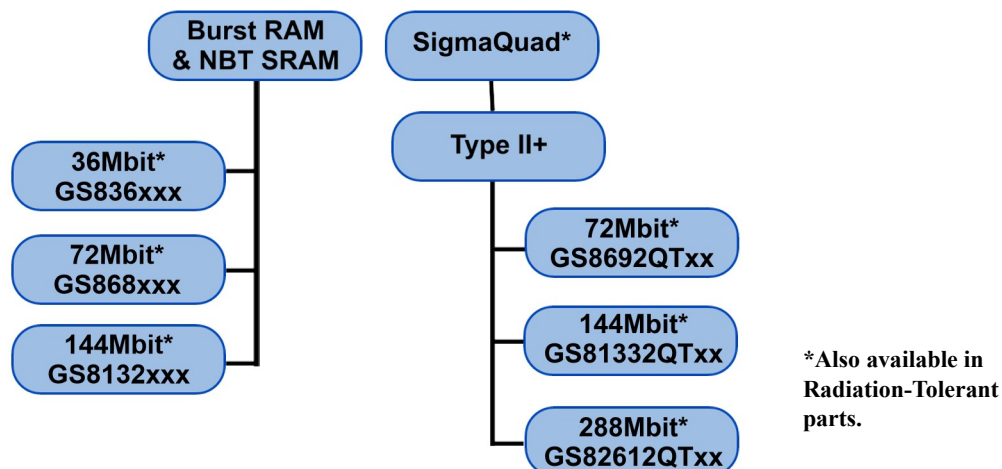 Burst RAM
& NBT SRAM
36Mbit*
GS836xxx
72Mbit*
GS868xxx
144Mbit*
GS8132xxx
SigmaQuad*
Type II+
72Mbit*
GS8692QTxx
144Mbit*
GS81332QTxx
288Mbit*
GS82612QTxx
*Also available in
Radiation-Tolerant
parts.